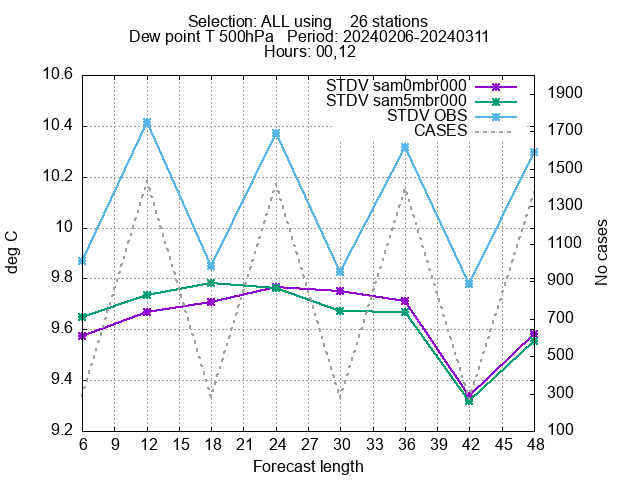 Selection: ALL using    26 stations
Dew point T 500hPa   Period: 20240206-20240311
Hours: 00,12
STDV sam0mbr000
STDV sam5mbr000
STDV OBS
CASES
deg C
10.6
10.4
10.2
10
9.8
9.6
9.4
9.2
No cases
1900
1700
1500
1300
1100
900
700
500
300
100
6 9 12 15 18 21 24 27 30 33 36 39 42 45 48
Forecast length